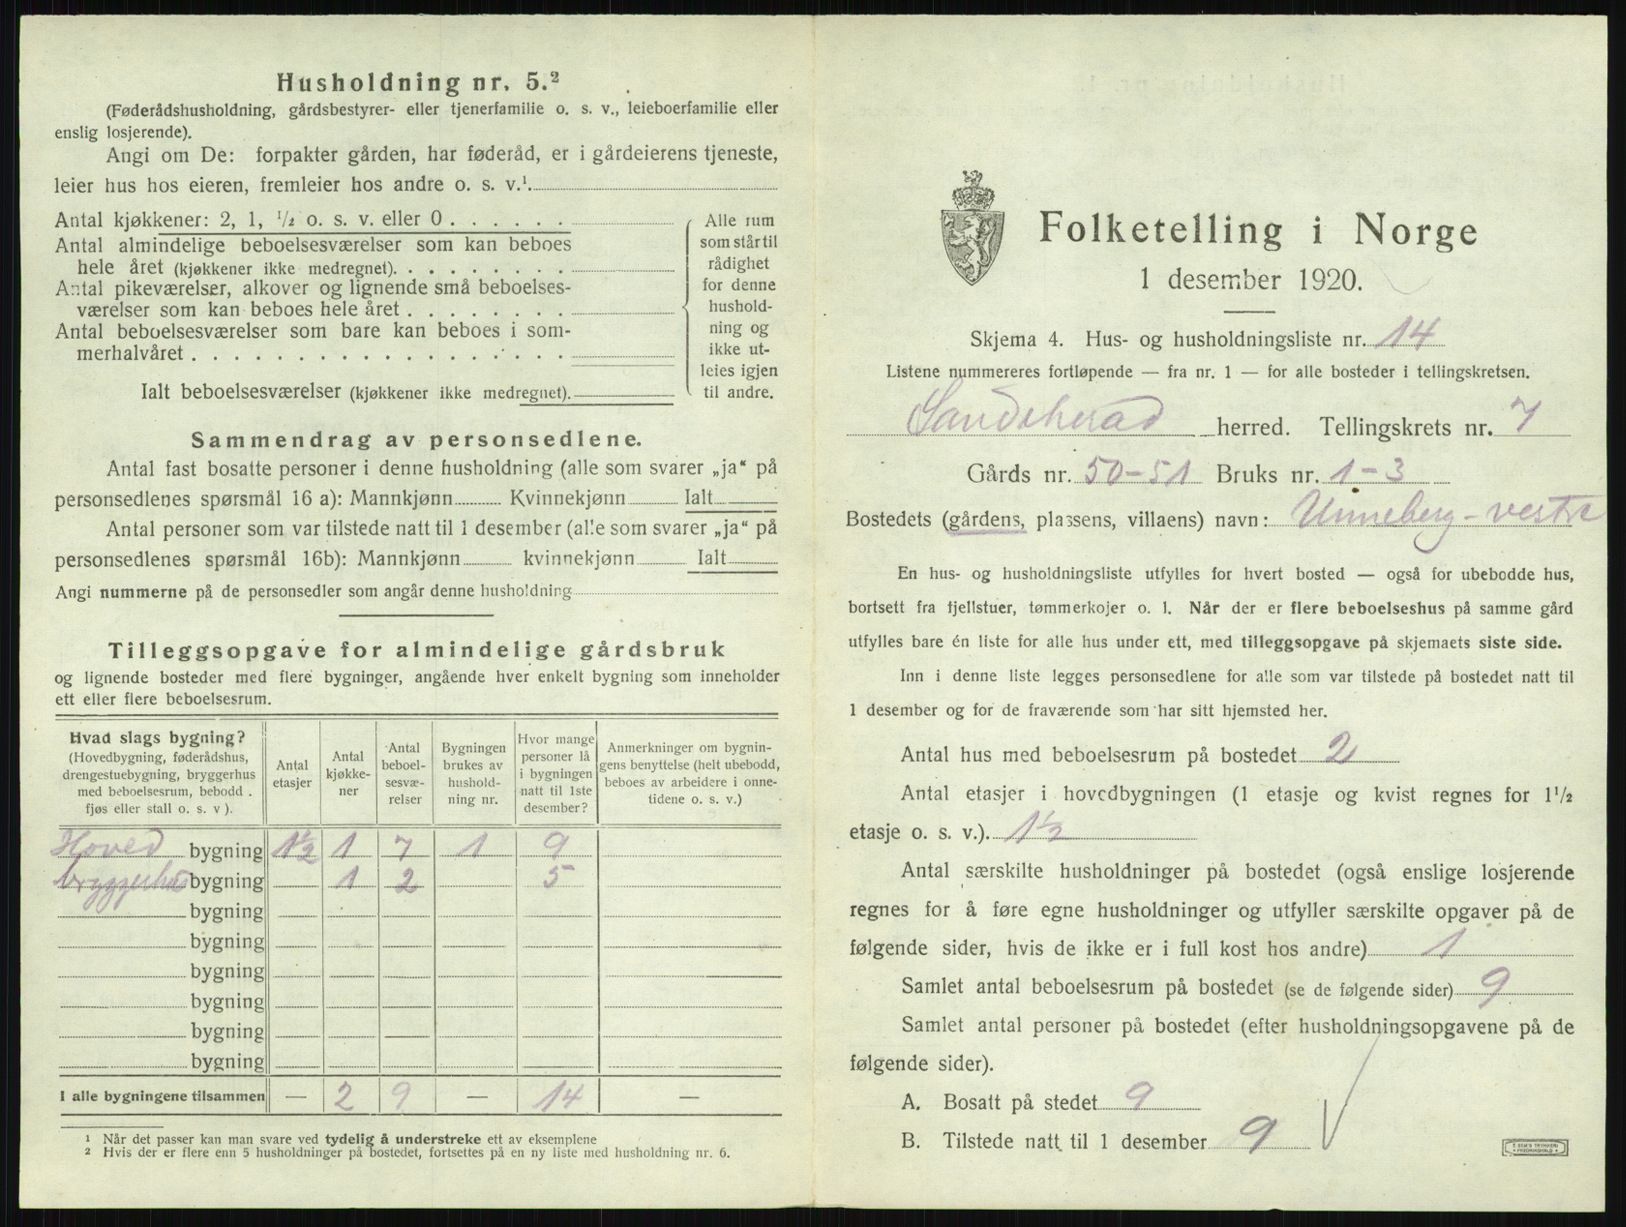 Husholdning nr. 5.²
(Føderådshusholdning, gårdsbestyrer- eller tjenerfamilie o. s. v., leieboerfamilie eller
enslig losjerende).
Angi om De: forpakter gården, har føderåd, er i gårdeierens tjeneste,
leier hus hos eieren, fremleier hos andre o. s. v.¹.
Antal kjøkkener: 2, 1, ½ o. s. v. eller 0 . . . . . .
Antal almindelige beboelsesværelser som kan beboes
hele året (kjøkkener ikke medregnet). . . . . . . . .
Antal pikeværelser, alkover og lignende små beboelses-
værelser som kan beboes hele året . . . . . . . .
Antal beboelsesværelser som bare kan beboes i som-
merhalvåret . . . . . . . . . . . . . . . . . .
Ialt beboelsesværelser (kjøkkener ikke medregnet).
Alle rum
som står til
rådighet
for denne
hushold-
ning og
ikke ut-
leies igjen
til andre.
Sammendrag av personsedlene.
Antal fast bosatte personer i denne husholdning (alle som svarer „ja“ på
personsedlenes spørsmål 16 a): Mannkjønn Kvinnekjønn Ialt
Antal personer som var tilstede natt til 1 desember (alle som svarer „ja“ på
personsedlenes spørsmål 16b): Mannkjønn kvinnekjønn Ialt
Angi nummerne på de personsedler som angår denne husholdning
Tilleggsopgave for almindelige gårdsbruk
og lignende bosteder med flere bygninger, angående hver enkelt bygning som inneholder
ett eller flere beboelsesrum.
Hvad slags bygning?
(Hovedbygning, føderådshus,
drengestuebygning, bryggerhus
med beboelsesrum, bebodd
fjøs eller stall o. s. v ).
Antal
etasjer
Antal
kjøkke-
ner
Antal
beboel-
sesvæ-
relser
Bygningen
brukes av
hushold-
ning nr.
Hvor mange
personer lå
i bygningen
natt til 1ste
desember?
Anmerkninger om bygnin-
gens benyttelse (helt ubebodd,
beboes av arbeidere i onne-
tidene o. s. v.)
Hoved bygning 1½ 1 7 1 9
bryggerhus bygning 1 2 5
bygning
bygning
bygning
bygning
bygning
bygning
I alle bygningene tilsammen — 2 9 — 14 —
¹ Når det passer kan man svare ved tydelig å understreke ett av eksemplene
² Hvis der er flere enn 5 husholdninger på bostedet, fortsettes på en ny liste med husholdning nr. 6.
Folketelling i Norge
1 desember 1920.
Skjema 4. Hus- og husholdningsliste nr. 14
Listene nummereres fortløpende — fra nr. 1 — for alle bosteder i tellingskretsen.
Sandeherad herred. Tellingskrets nr. 7
Gårds nr. 50-51 Bruks nr. 1-3
Bostedets (gårdens, plassens, villaens) navn: Unneberg-vestre
En hus- og husholdningsliste utfylles for hvert bosted — også for ubebodde hus,
bortsett fra fjellstuer, tømmerkojer o. l. Når der er flere beboelseshus på samme gård
utfylles bare én liste for alle hus under ett, med tilleggsopgave på skjemaets siste side.
Inn i denne liste legges personsedlene for alle som var tilstede på bostedet natt til
1 desember og for de fraværende som har sitt hjemsted her.
Antal hus med beboelsesrum på bostedet 2
Antal etasjer i hovedbygningen (1 etasje og kvist regnes for 1½
etasje o. s. v.). 1½
Antal særskilte husholdninger på bostedet (også enslige losjerende
regnes for å føre egne husholdninger og utfyller særskilte opgaver på de
følgende sider, hvis de ikke er i full kost hos andre) 1
Samlet antal beboelsesrum på bostedet (se de følgende sider) 9
Samlet antal personer på bostedet (efter husholdningsopgavene på de
følgende sider).
A. Bosatt på stedet 9
B. Tilstede natt til 1 desember 9